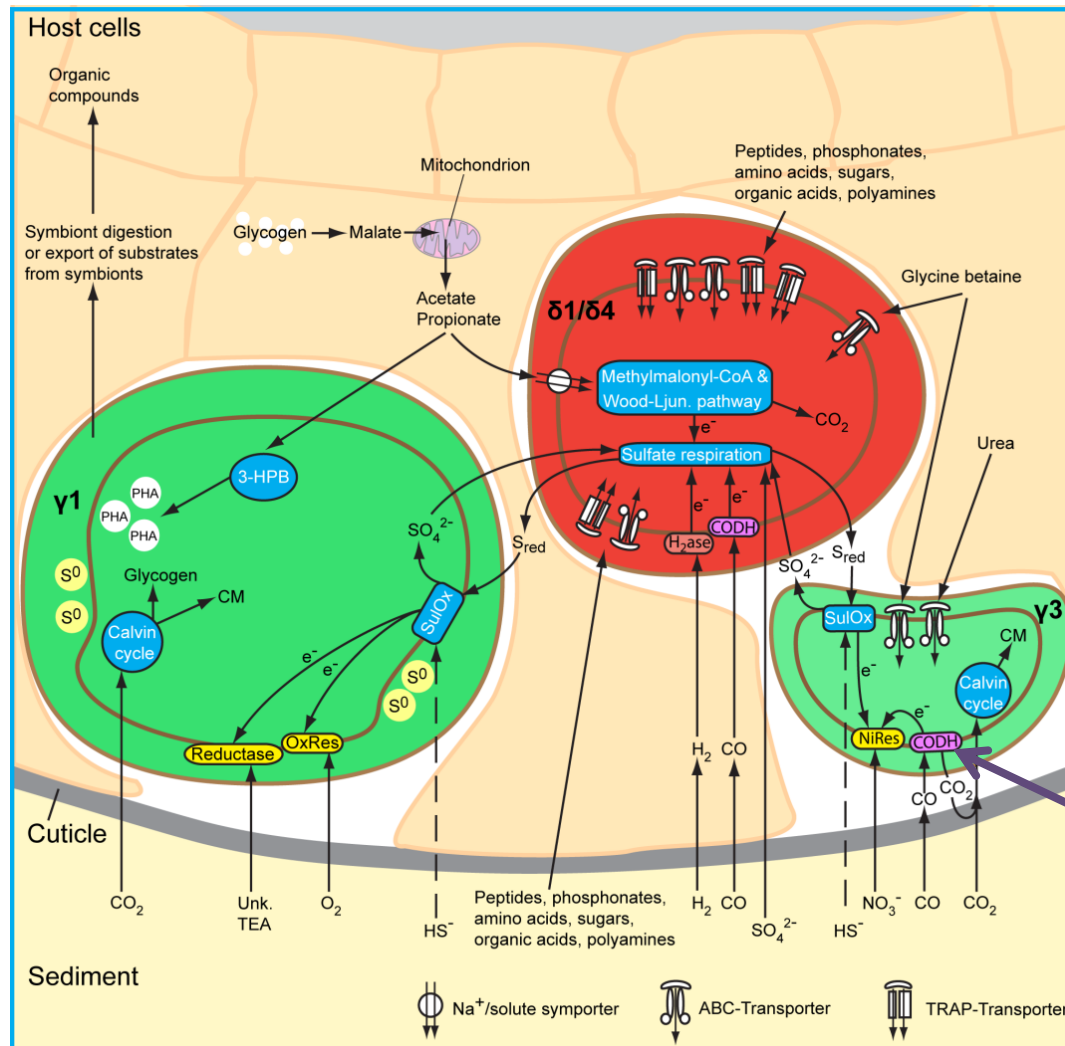 Host cells
Organic
compounds
Symbiont digestion
or export of substrates
from symbionts
Mitochondrion
Glycogen
Malate
Acetate
Propionate
Peptides, phosphonates,
amino acids, sugars,
organic acids, polyamines
Glycine betaine
Urea
δ1/δ4
Methylmalonyl-CoA &
Wood-Ljun. pathway
CO₂
e⁻
Sulfate respiration
e⁻
e⁻
H₂ase
CODH
γ1
3-HPB
PHA
PHA
PHA
S⁰
S⁰
Glycogen
CM
Calvin
cycle
SO₄²⁻
S_red
SulOx
e⁻
e⁻
S⁰
S⁰
Reductase
OxRes
S_red
SO₄²⁻
γ3
SulOx
e⁻
CM
Calvin
cycle
e⁻
NiRes
CODH
CO
CO₂
H₂
CO
Cuticle
CO₂
Unk.
TEA
O₂
HS⁻
Peptides, phosphonates,
amino acids, sugars,
organic acids, polyamines
H₂
CO
SO₄²⁻
HS⁻
NO₃⁻
CO
CO₂
Sediment
Na⁺/solute symporter
ABC-Transporter
TRAP-Transporter